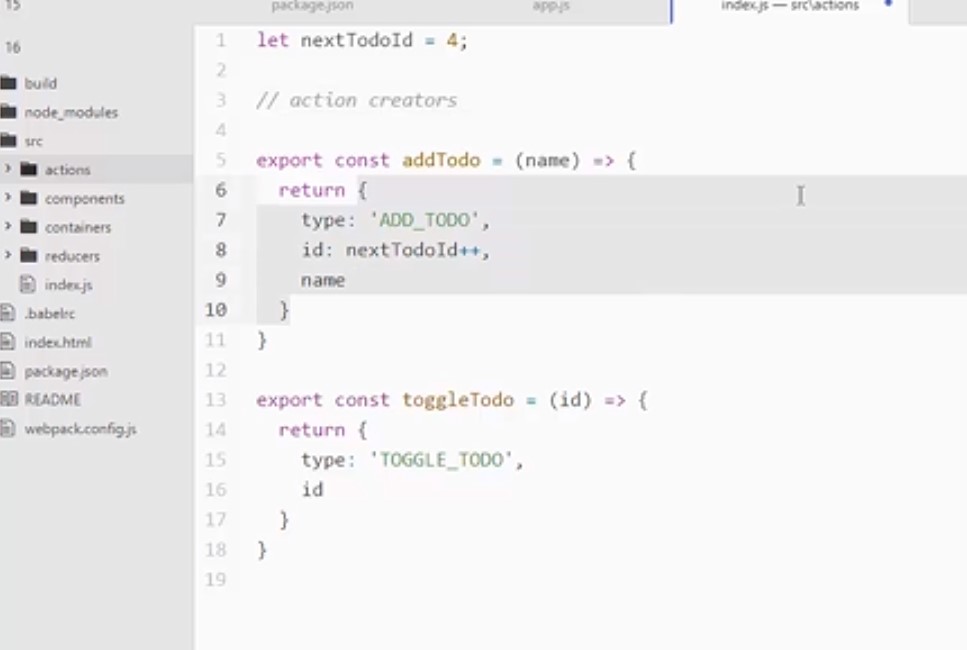 15
16
build
node_modules
src
actions
components
containers
reducers
index.js
.babelrc
index.html
package.json
README
webpack.config.js
package.json
app.js
index.js — src\actions
1 let nextTodoId = 4;
2
3 // action creators
4
5 export const addTodo = (name) => {
6 return {
7 type: 'ADD_TODO',
8 id: nextTodoId++,
9 name
10 }
11 }
12
13 export const toggleTodo = (id) => {
14 return {
15 type: 'TOGGLE_TODO',
16 id
17 }
18 }
19